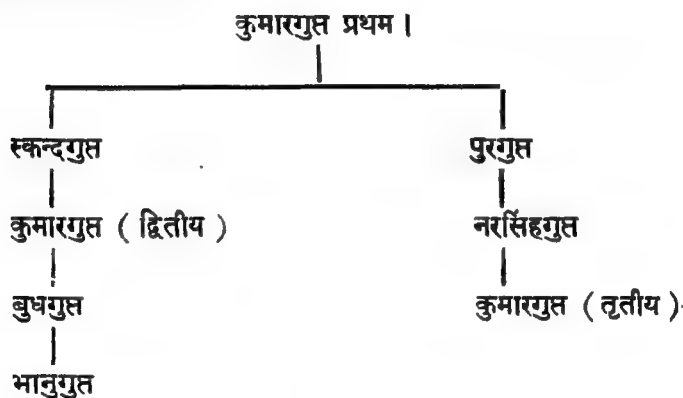 कुमारगुप्त प्रथम।
स्कन्दगुप्त पुरगुप्त
कुमारगुप्त ( द्वितीय ) नरसिंहगुप्त
बुधगुप्त कुमारगुप्त ( तृतीय )
भानुगुप्त